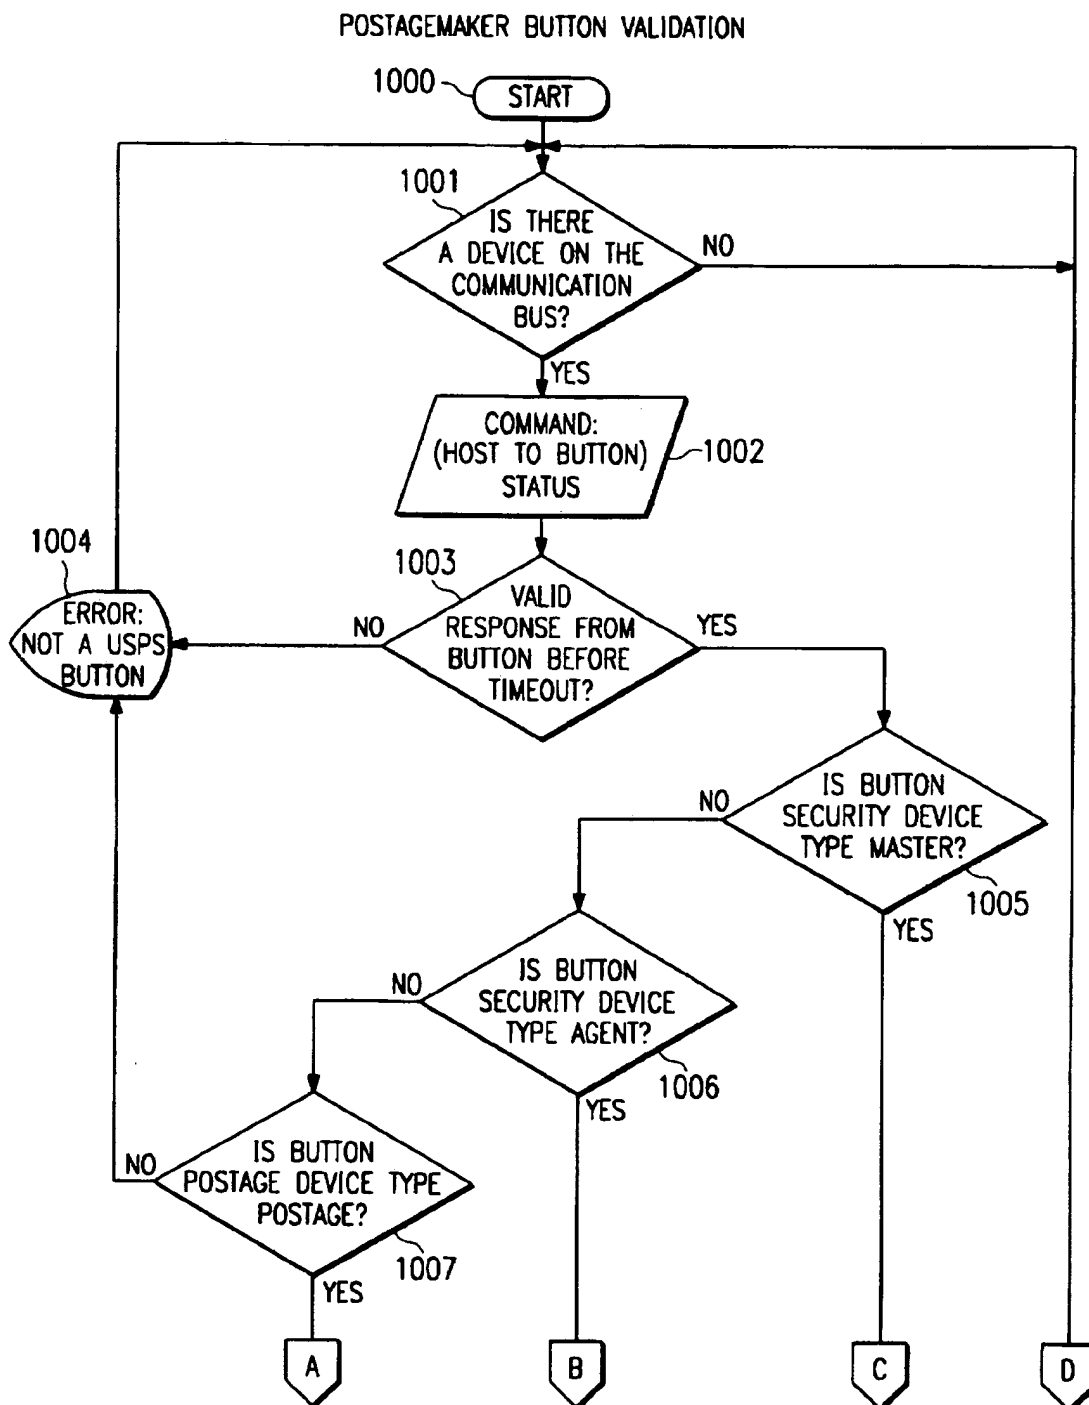 POSTAGEMAKER BUTTON VALIDATION
1000
START
1001
IS THERE
A DEVICE ON THE
COMMUNICATION
BUS?
NO
YES
COMMAND:
(HOST TO BUTTON)
STATUS
1002
1004
ERROR:
NOT A USPS
BUTTON
1003
NO
VALID
RESPONSE FROM
BUTTON BEFORE
TIMEOUT?
YES
NO
IS BUTTON
SECURITY DEVICE
TYPE MASTER?
1005
YES
NO
IS BUTTON
SECURITY DEVICE
TYPE AGENT?
1006
YES
NO
IS BUTTON
POSTAGE DEVICE TYPE
POSTAGE?
1007
YES
A
B
C
D